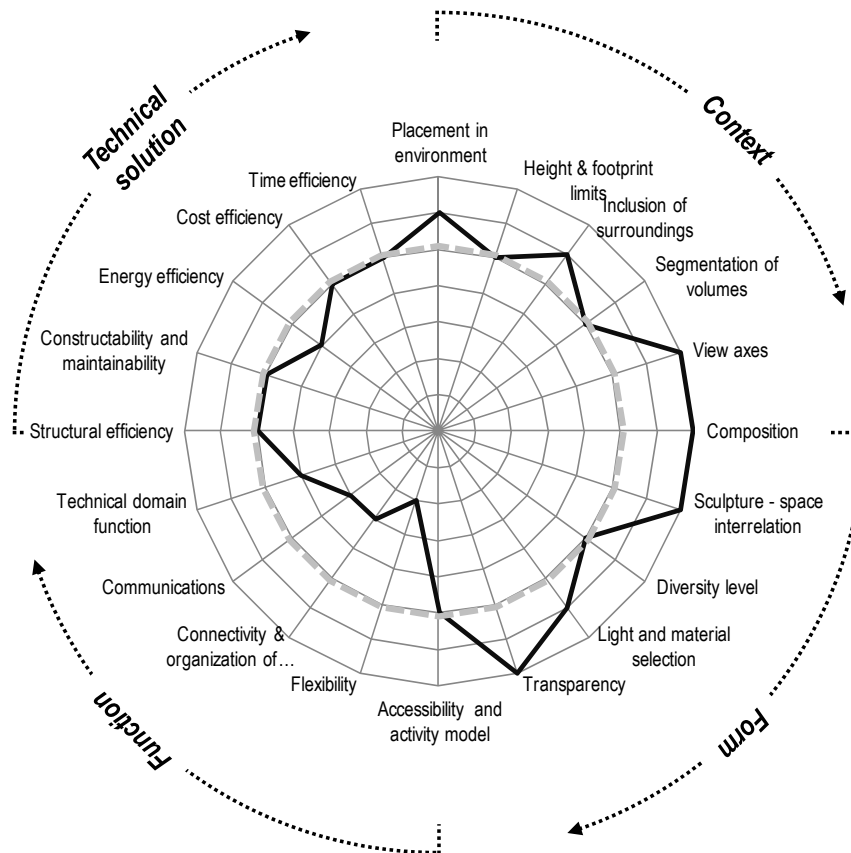 Technical
solution
Context
Placement in
environment
Height & footprint
limits
Inclusion of
surroundings
Segmentation of
volumes
View axes
Composition
Sculpture - space
interrelation
Diversity level
Light and material
selection
Transparency
Accessibility and
activity model
Flexibility
Connectivity &
organization of…
Communications
Technical domain
function
Structural efficiency
Constructability and
maintainability
Energy efficiency
Cost efficiency
Time efficiency
Function
Form